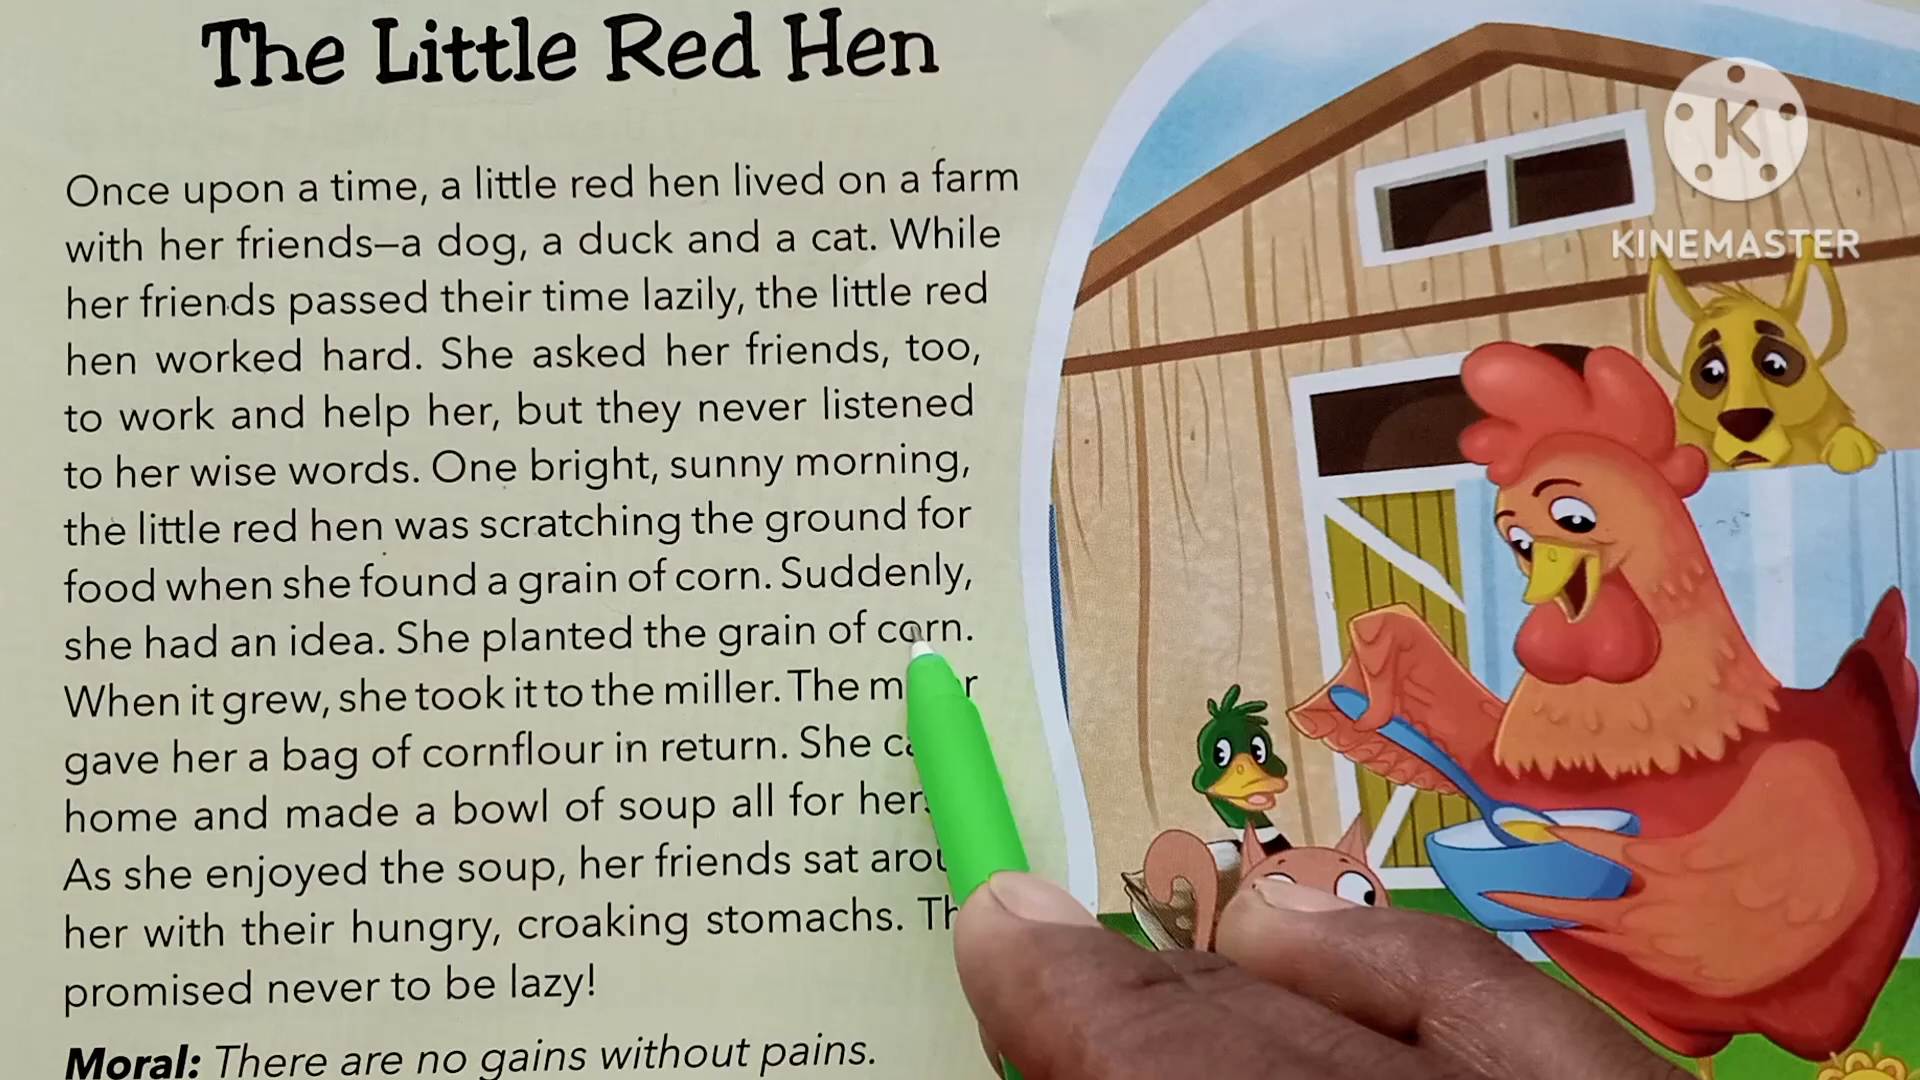 The Little Red Hen
Once upon a time, a little red hen lived on a farm
with her friends—a dog, a duck and a cat. While
her friends passed their time lazily, the little red
hen worked hard. She asked her friends, too,
to work and help her, but they never listened
to her wise words. One bright, sunny morning,
the little red hen was scratching the ground for
food when she found a grain of corn. Suddenly,
she had an idea. She planted the grain of corn.
When it grew, she took it to the miller. The
gave her a bag of cornflour in return. She
home and made a bowl of soup all for
As she enjoyed the soup, her friends sat
her with their hungry, croaking stomachs.
promised never to be lazy!
Moral: There are no gains without pains.
K
KINEMASTER